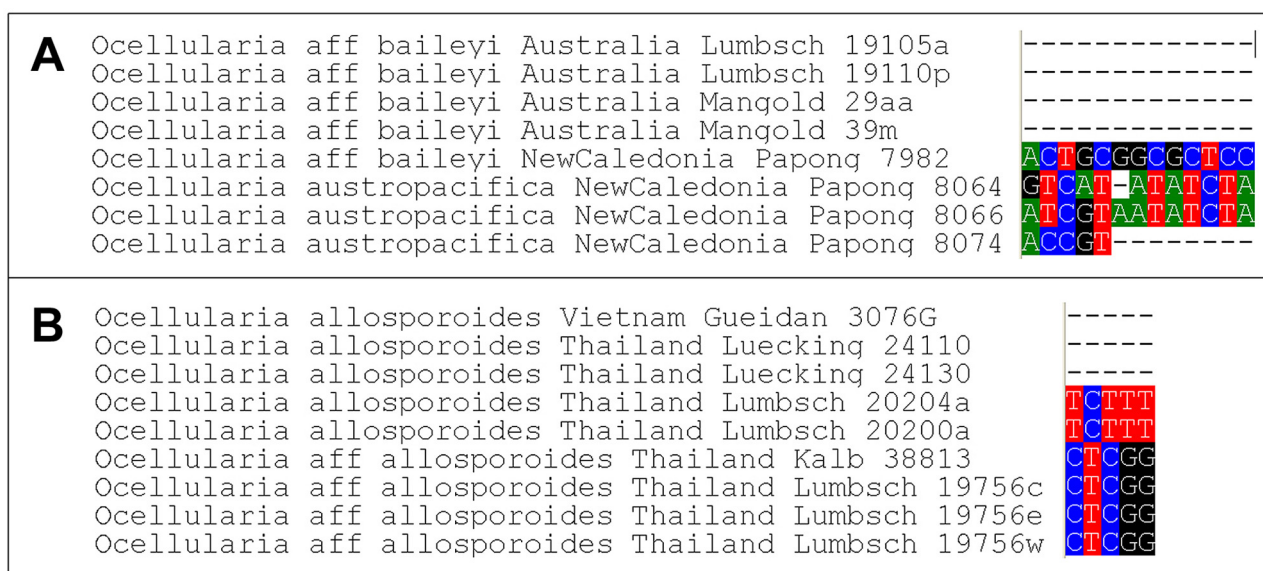 A
Ocellularia aff baileyi Australia Lumbsch 19105a -------------
Ocellularia aff baileyi Australia Lumbsch 19110p -------------
Ocellularia aff baileyi Australia Mangold 29aa -------------
Ocellularia aff baileyi Australia Mangold 39m -------------
Ocellularia aff baileyi NewCaledonia Papong 7982 ACTGCGGCGCTCC
Ocellularia austropacifica NewCaledonia Papong 8064 GTCAT-ATATCTA
Ocellularia austropacifica NewCaledonia Papong 8066 ATCGTAATATCTA
Ocellularia austropacifica NewCaledonia Papong 8074 ACCGT--------
B
Ocellularia allosporoides Vietnam Gueidan 3076G -----
Ocellularia allosporoides Thailand Luecking 24110 -----
Ocellularia allosporoides Thailand Luecking 24130 -----
Ocellularia allosporoides Thailand Lumbsch 20204a TCTTT
Ocellularia allosporoides Thailand Lumbsch 20200a TCTTT
Ocellularia aff allosporoides Thailand Kalb 38813 CTCGG
Ocellularia aff allosporoides Thailand Lumbsch 19756c CTCGG
Ocellularia aff allosporoides Thailand Lumbsch 19756e CTCGG
Ocellularia aff allosporoides Thailand Lumbsch 19756w CTCGG